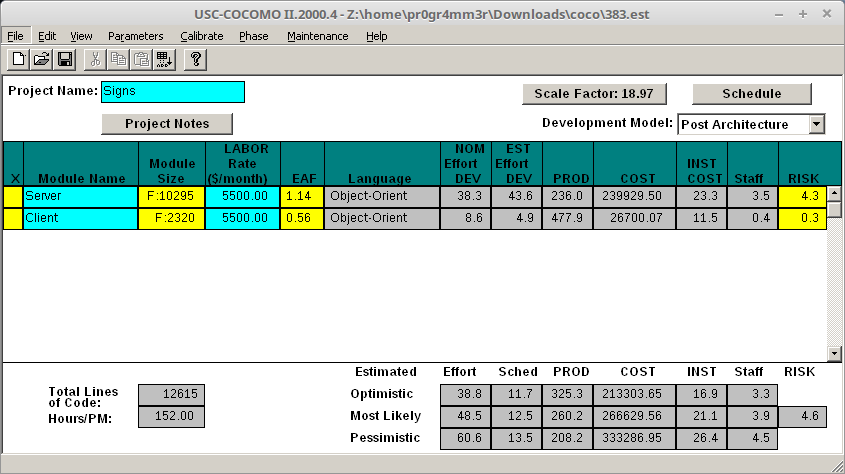 USC-COCOMO II.2000.4 - Z:\home\pr0gr4mm3r\Downloads\coco\383.est
File Edit View Parameters Calibrate Phase Maintenance Help
Project Name: Signs Scale Factor: 18.97 Schedule
Project Notes Development Model: Post Architecture
LABOR NOM EST
Module Rate Effort Effort INST
X Module Name Size ($/month) EAF Language DEV DEV PROD COST COST Staff RISK
Server F:10295 5500.00 1.14 Object-Orient 38.3 43.6 236.0 239929.50 23.3 3.5 4.3
Client F:2320 5500.00 0.56 Object-Orient 8.6 4.9 477.9 26700.07 11.5 0.4 0.3
Estimated Effort Sched PROD COST INST Staff RISK
Total Lines
of Code: 12615 Optimistic 38.8 11.7 325.3 213303.65 16.9 3.3
Hours/PM: 152.00 Most Likely 48.5 12.5 260.2 266629.56 21.1 3.9 4.6
Pessimistic 60.6 13.5 208.2 333286.95 26.4 4.5